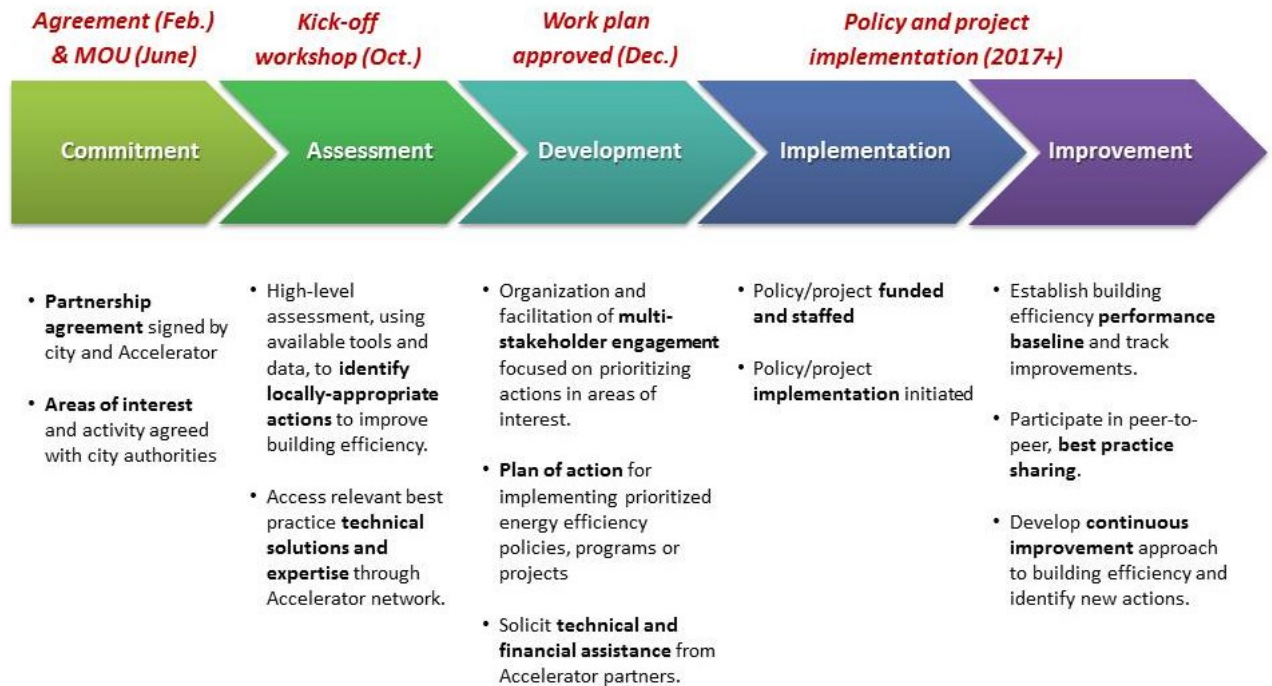 Agreement (Feb.)
& MOU (June)
Kick-off
workshop (Oct.)
Work plan
approved (Dec.)
Policy and project
implementation (2017+)
Commitment
Assessment
Development
Implementation
Improvement
• Partnership
agreement signed by
city and Accelerator
• Areas of interest
and activity agreed
with city authorities
• High-level
assessment, using
available tools and
data, to identify
locally-appropriate
actions to improve
building efficiency.
• Access relevant best
practice technical
solutions and
expertise through
Accelerator network.
• Organization and
facilitation of multi-
stakeholder engagement
focused on prioritizing
actions in areas of
interest.
• Plan of action for
implementing prioritized
energy efficiency
policies, programs or
projects
• Solicit technical and
financial assistance from
Accelerator partners.
• Policy/project funded
and staffed
• Policy/project
implementation initiated
• Establish building
efficiency performance
baseline and track
improvements.
• Participate in peer-to-
peer, best practice
sharing.
• Develop continuous
improvement approach
to building efficiency and
identify new actions.